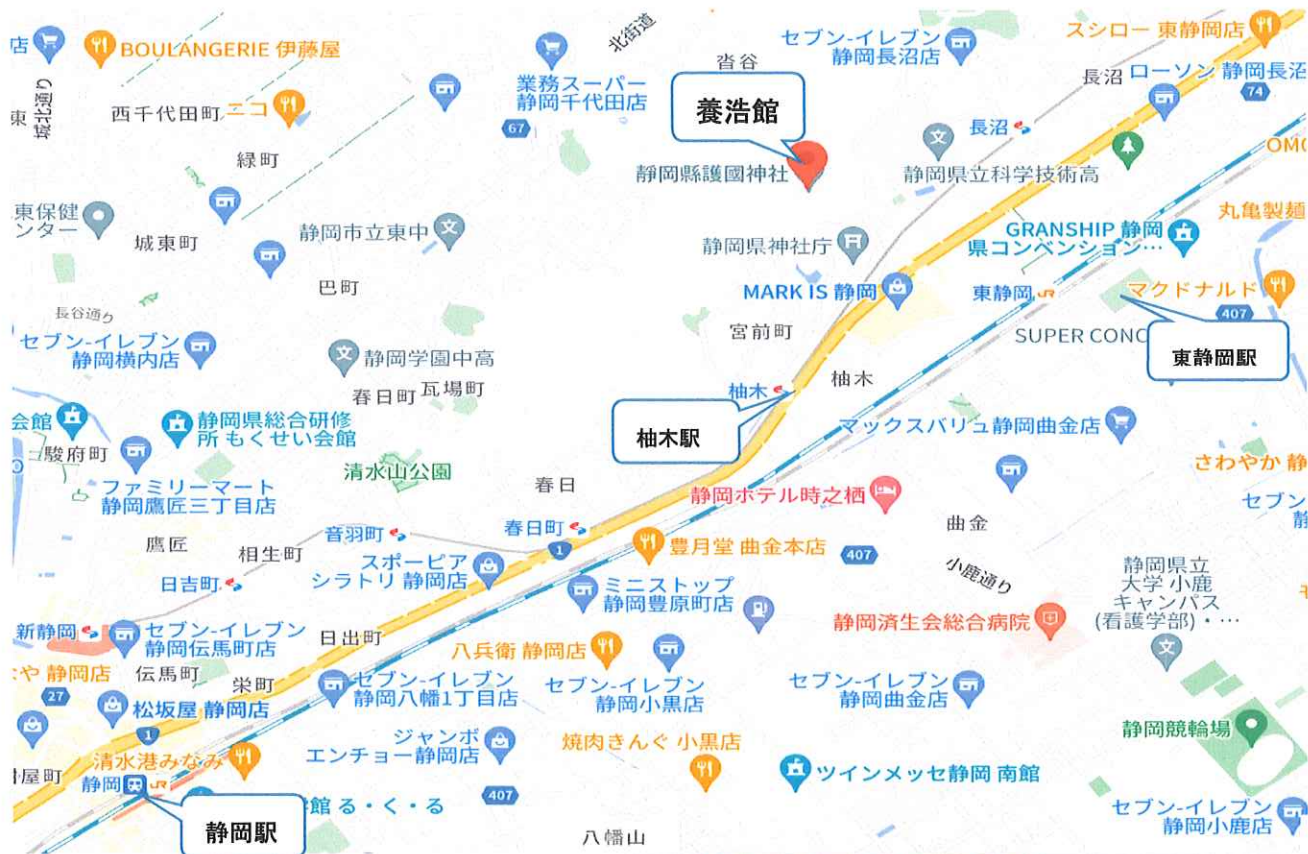 店
BOULANGERIE 伊藤屋
業務スーパー
静岡千代田店
北街道
沓谷
セブン-イレブン
静岡長沼店
スシロー 東静岡店
長沼
ローソン 静岡長沼
74
東
城北通り
西千代田町
ニコ
67
養浩館
長沼
緑町
静岡縣護國神社
静岡県立科学技術高
OMO
東保健
ンター
城東町
静岡市立東中
静岡県神社庁
GRANSHIP 静岡
県コンベンション…
丸亀製麺
巴町
MARK IS 静岡
東静岡
JR
マクドナルド
407
長谷通り
セブン-イレブン
静岡横内店
宮前町
SUPER CONC
東静岡駅
静岡学園中高
春日町
瓦場町
柚木
柚木
会館
静岡県総合研修
所 もくせい会館
柚木駅
マックスバリュ静岡曲金店
駿府町
清水山公園
ファミリーマート
静岡鷹匠三丁目店
春日
静岡ホテル時之栖
さわやか 静
セブン
静
曲金
鷹匠
相生町
音羽町
春日町
1
豊月堂 曲金本店
407
小鹿通り
静岡県立
大学 小鹿
キャンパス
(看護学部)・…
日吉町
スポーピア
シラトリ 静岡店
ミニストップ
静岡豊原町店
静岡済生会総合病院
新静岡
セブン-イレブン
静岡伝馬町店
日出町
八兵衛 静岡店
なや 静岡店
伝馬町
栄町
27
松坂屋 静岡店
セブン-イレブン
静岡八幡1丁目店
セブン-イレブン
静岡小黒店
セブン-イレブン
静岡曲金店
静岡競輪場
1
清水港みなみ
ジャンボ
エンチョー静岡店
焼肉きんぐ 小黒店
ツインメッセ静岡 南館
屋町
静岡
JR
館 る・く・る
407
静岡駅
八幡山
セブン-イレブン
静岡小鹿店